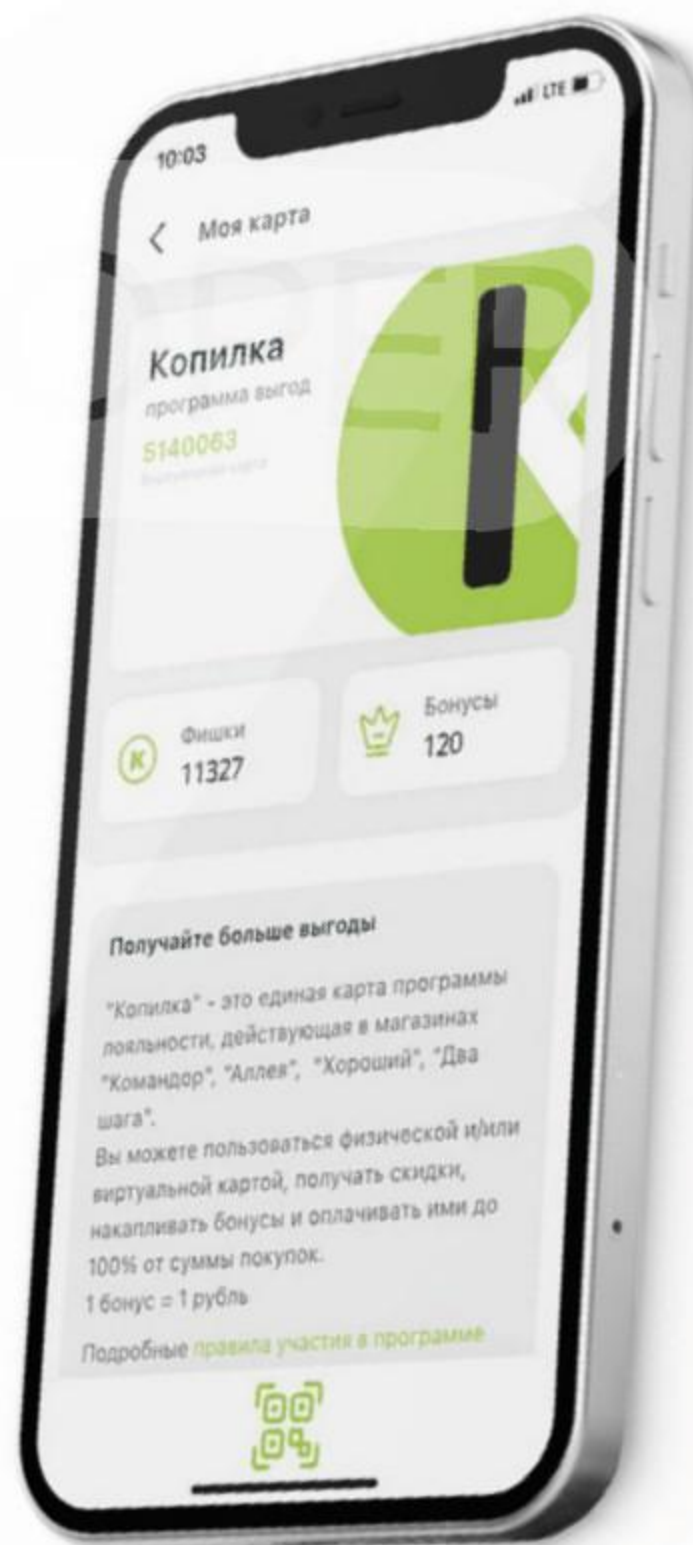 10:03
LTE
Моя карта
Копилка
программа выгод
5140063
Фишки
11327
Бонусы
120
Получайте больше выгоды
"Копилка" - это единая карта программы
лояльности, действующая в магазинах
"Командор", "Аллея", "Хороший", "Два
шага".
Вы можете пользоваться физической и/или
виртуальной картой, получать скидки,
накапливать бонусы и оплачивать ими до
100% от суммы покупок.
1 бонус = 1 рубль
Подробные правила участия в программе